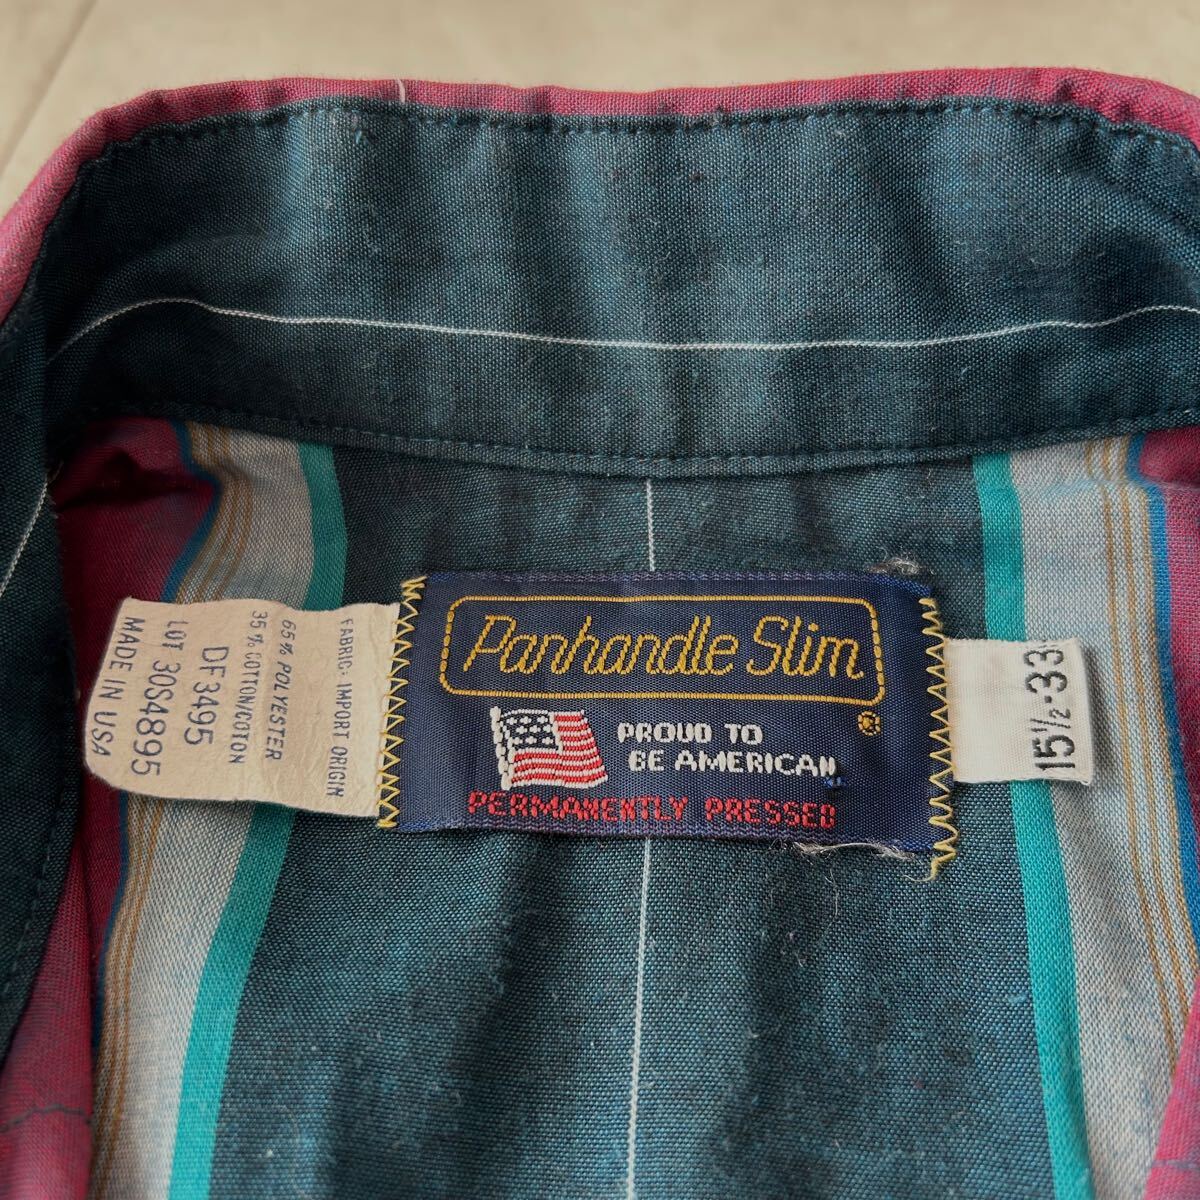 Panhandle Slim
®
PROUD TO
BE AMERICAN
PERMANENTLY PRESSED
FABRIC: IMPORT ORIGIN
65% POLYESTER
35% COTTON/COTON
DF3495
LOT 30S4895
MADE IN USA
15½-33